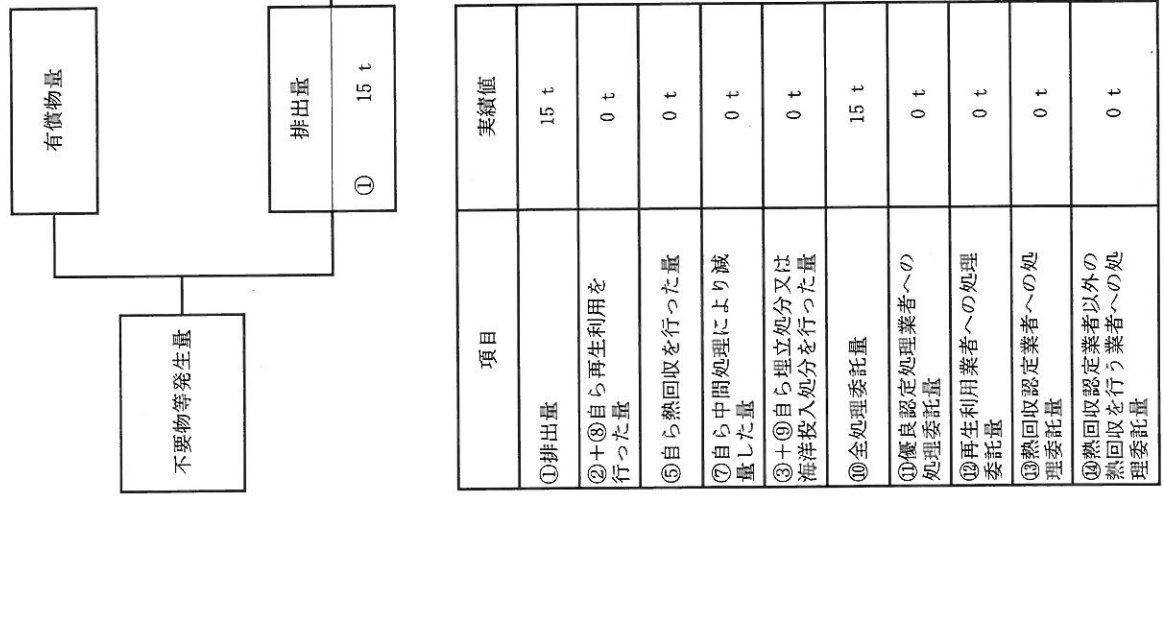 有償物量
不要物等発生量
排出量
① 15 t
項目 実績値
①排出量 15 t
②+⑧自ら再生利用を
行った量 0 t
⑤自ら熱回収を行った量 0 t
⑦自ら中間処理により減
量した量 0 t
③+⑨自ら埋立処分又は
海洋投入処分を行った量 0 t
⑩全処理委託量 15 t
⑪優良認定処理業者への
処理委託量 0 t
⑫再生利用業者への処理
委託量 0 t
⑬熱回収認定業者への処
理委託量 0 t
⑭熱回収認定業者以外の
熱回収を行う業者への処
理委託量 0 t